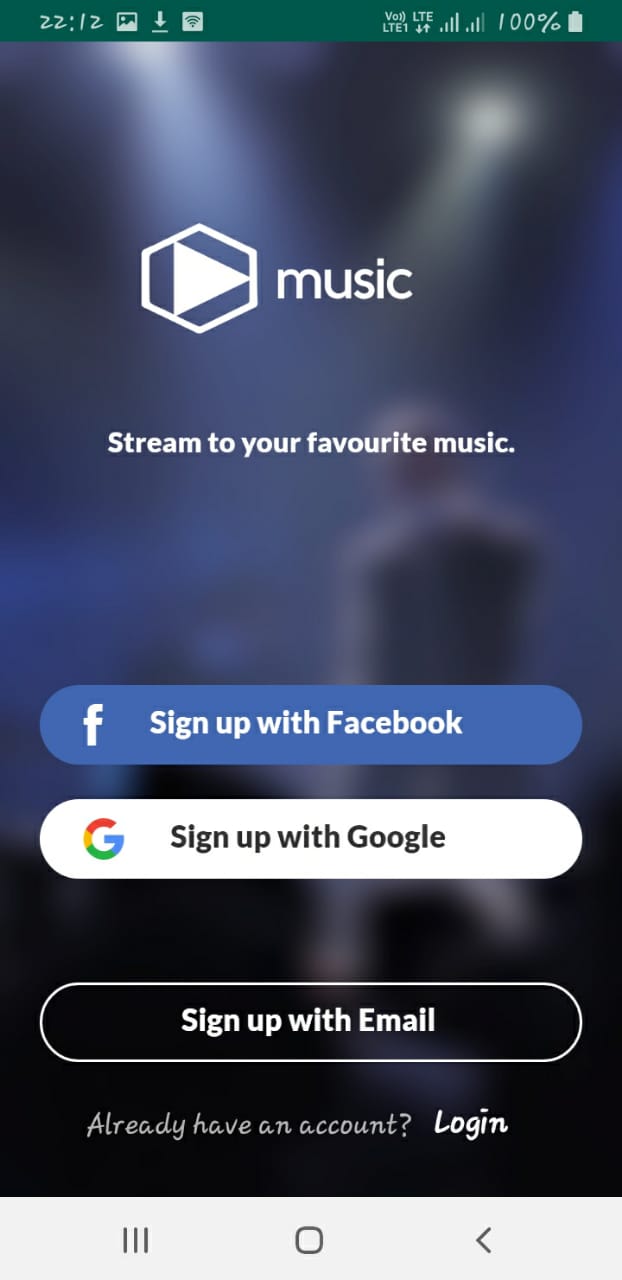 22:12 Vo)) LTE LTE1 100%
music
Stream to your favourite music.
Sign up with Facebook
Sign up with Google
Sign up with Email
Already have an account? Login